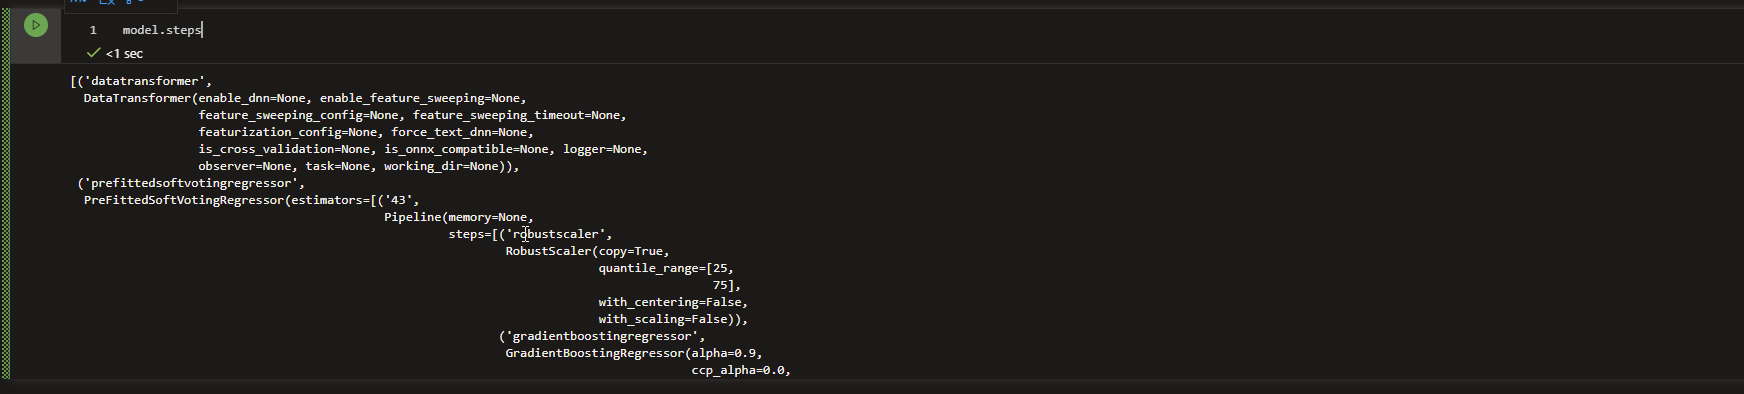 1 model.steps
<1 sec
[('datatransformer',
DataTransformer(enable_dnn=None, enable_feature_sweeping=None,
feature_sweeping_config=None, feature_sweeping_timeout=None,
featurization_config=None, force_text_dnn=None,
is_cross_validation=None, is_onnx_compatible=None, logger=None,
observer=None, task=None, working_dir=None)),
('prefittedsoftvotingregressor',
PreFittedSoftVotingRegressor(estimators=[('43',
Pipeline(memory=None,
steps=[('robustscaler',
RobustScaler(copy=True,
quantile_range=[25,
75],
with_centering=False,
with_scaling=False)),
('gradientboostingregressor',
GradientBoostingRegressor(alpha=0.9,
ccp_alpha=0.0,